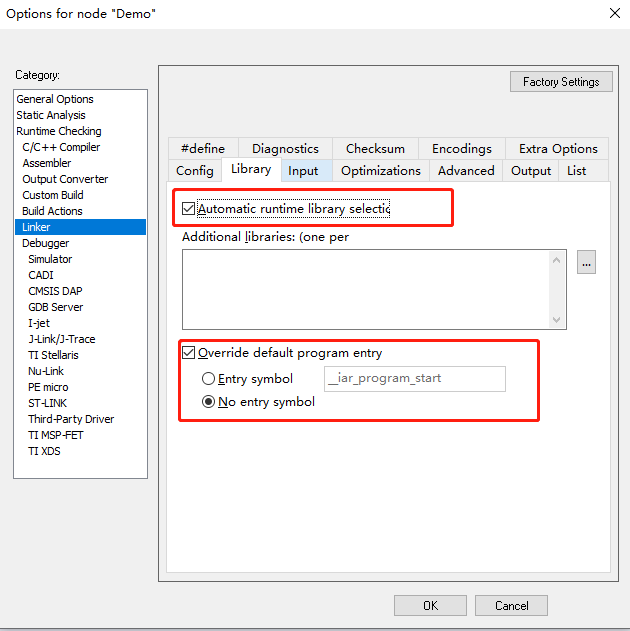 Options for node "Demo"
Category:
General Options
Static Analysis
Runtime Checking
C/C++ Compiler
Assembler
Output Converter
Custom Build
Build Actions
Linker
Debugger
Simulator
CADI
CMSIS DAP
GDB Server
I-jet
J-Link/J-Trace
TI Stellaris
Nu-Link
PE micro
ST-LINK
Third-Party Driver
TI MSP-FET
TI XDS
Factory Settings
#define Diagnostics Checksum Encodings Extra Options
Config Library Input Optimizations Advanced Output List
Automatic runtime library selectic
Additional libraries: (one per
...
Override default program entry
Entry symbol __iar_program_start
No entry symbol
OK Cancel